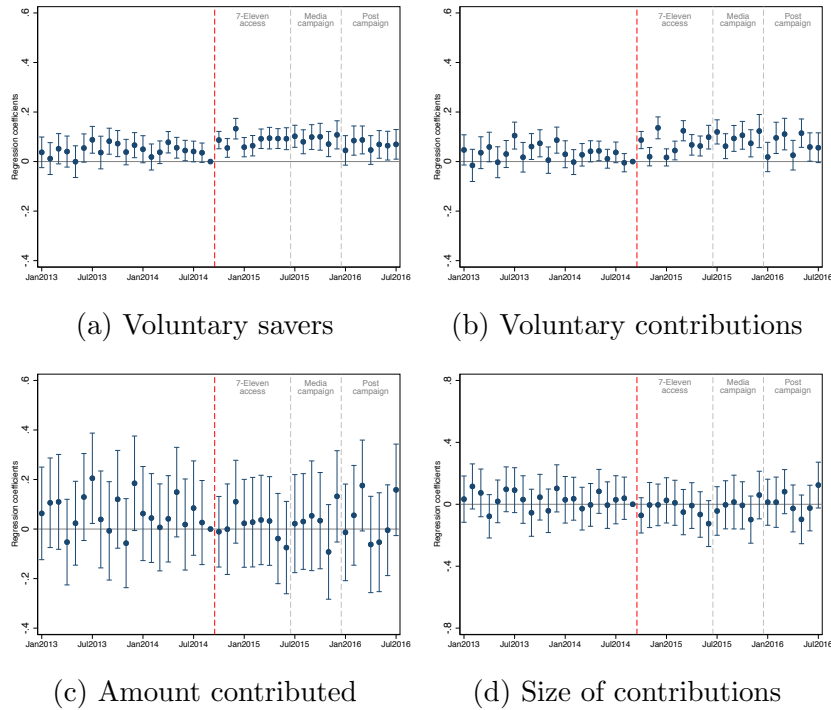 7-Eleven access Media campaign Post campaign
Regression coefficients
.6
.4
.2
0
-.2
-.4
Jan2013 Jul2013 Jan2014 Jul2014 Jan2015 Jul2015 Jan2016 Jul2016
(a) Voluntary savers
7-Eleven access Media campaign Post campaign
Regression coefficients
.6
.4
.2
0
-.2
-.4
Jan2013 Jul2013 Jan2014 Jul2014 Jan2015 Jul2015 Jan2016 Jul2016
(b) Voluntary contributions
7-Eleven access Media campaign Post campaign
Regression coefficients
.6
.4
.2
0
-.2
-.4
Jan2013 Jul2013 Jan2014 Jul2014 Jan2015 Jul2015 Jan2016 Jul2016
(c) Amount contributed
7-Eleven access Media campaign Post campaign
Regression coefficients
.8
.4
0
-.4
-.8
Jan2013 Jul2013 Jan2014 Jul2014 Jan2015 Jul2015 Jan2016 Jul2016
(d) Size of contributions